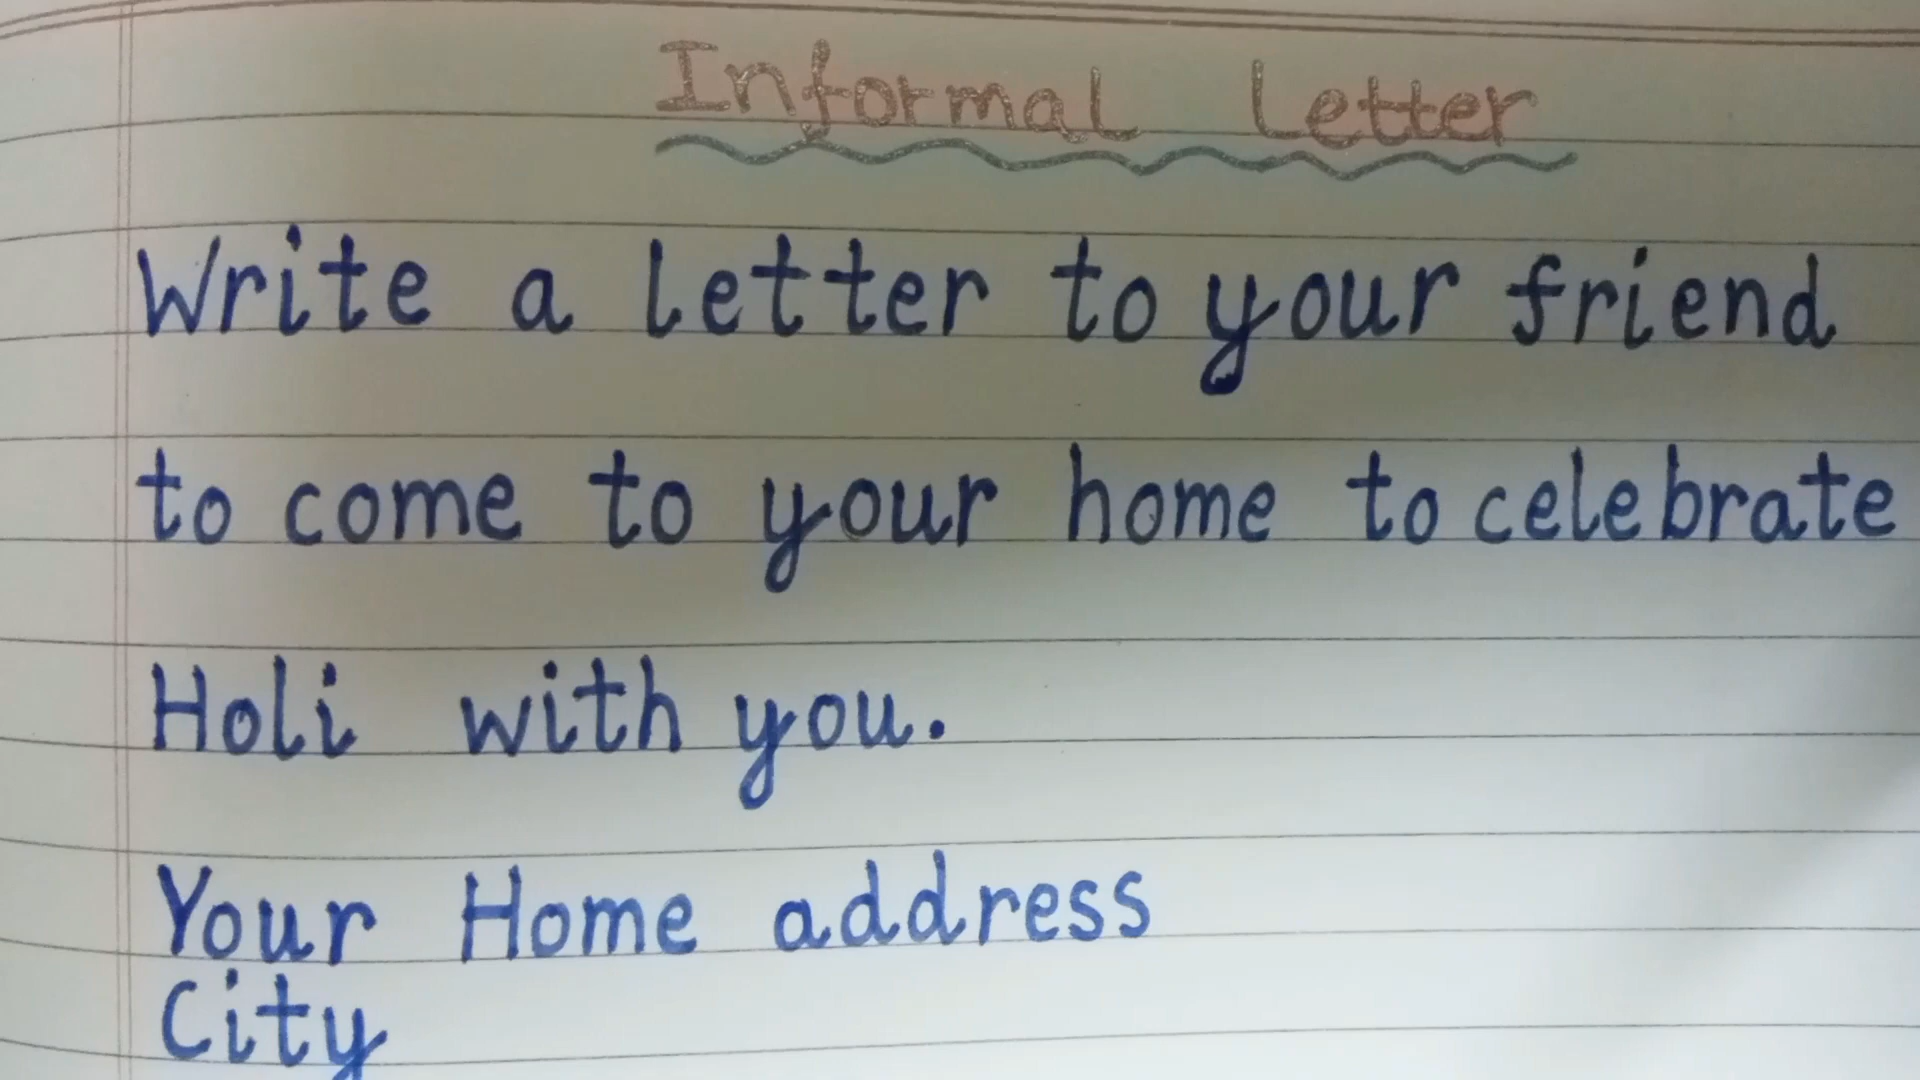 Informal Letter
Write a letter to your friend
to come to your home to celebrate
Holi with you.
Your Home address
City